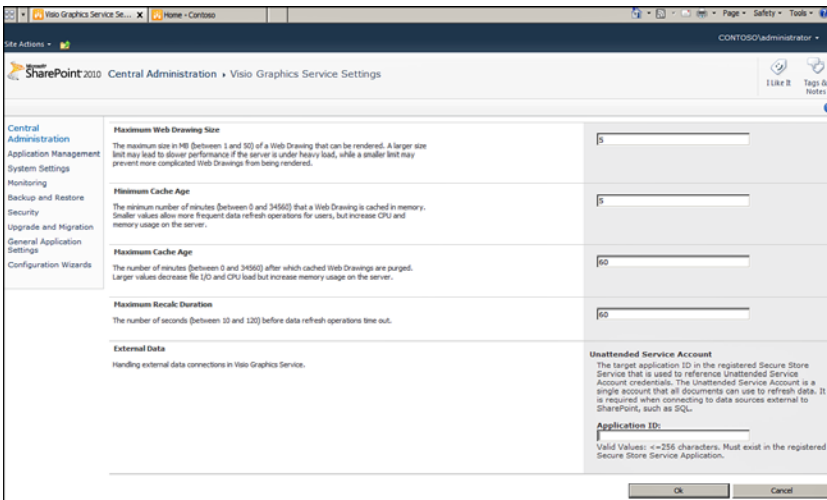 Visio Graphics Service Se... X Home - Contoso
Page Safety Tools
Site Actions CONTOSO\administrator
Microsoft
SharePoint 2010 Central Administration Visio Graphics Service Settings
I Like It Tags &
Notes
Central
Administration
Application Management
System Settings
Monitoring
Backup and Restore
Security
Upgrade and Migration
General Application
Settings
Configuration Wizards
Maximum Web Drawing Size
The maximum size in MB (between 1 and 50) of a Web Drawing that can be rendered. A larger size
limit may lead to slower performance if the server is under heavy load, while a smaller limit may
prevent more complicated Web Drawings from being rendered.
5
Minimum Cache Age
The minimum number of minutes (between 0 and 34560) that a Web Drawing is cached in memory.
Smaller values allow more frequent data refresh operations for users, but increase CPU and
memory usage on the server.
5
Maximum Cache Age
The number of minutes (between 0 and 34560) after which cached Web Drawings are purged.
Larger values decrease file I/O and CPU load but increase memory usage on the server.
60
Maximum Recalc Duration
The number of seconds (between 10 and 120) before data refresh operations time out.
60
External Data
Handling external data connections in Visio Graphics Service.
Unattended Service Account
The target application ID in the registered Secure Store
Service that is used to reference Unattended Service
Account credentials. The Unattended Service Account is a
single account that all documents can use to refresh data. It
is required when connecting to data sources external to
SharePoint, such as SQL.
Application ID:
Valid Values: <=256 characters. Must exist in the registered
Secure Store Service Application.
Ok Cancel